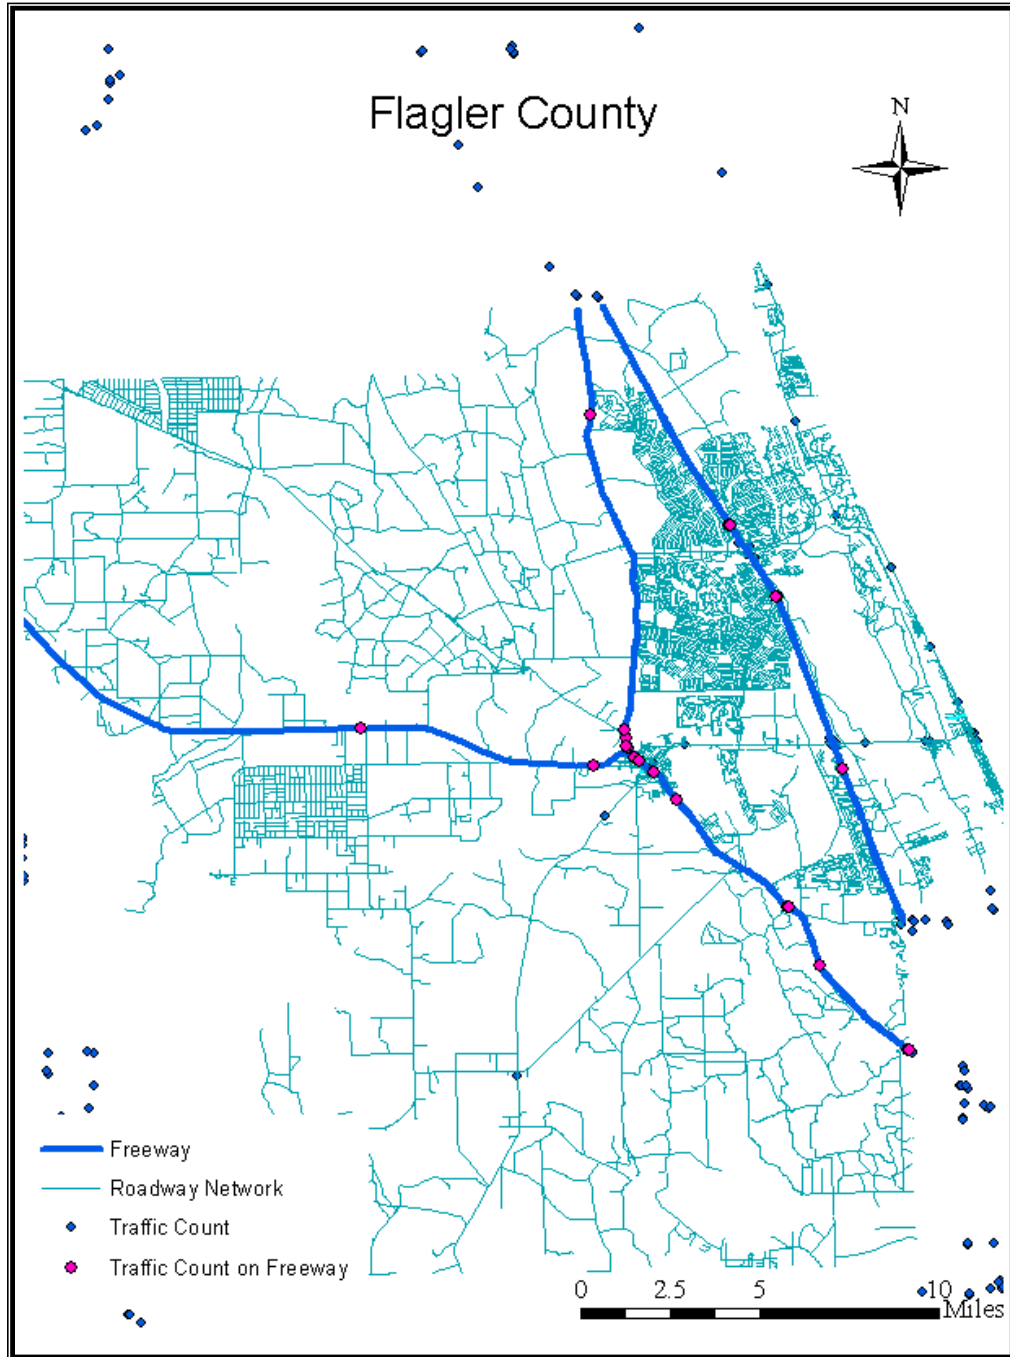 Flagler County
N
Freeway
Roadway Network
Traffic Count
Traffic Count on Freeway
0 2.5 5 10
Miles